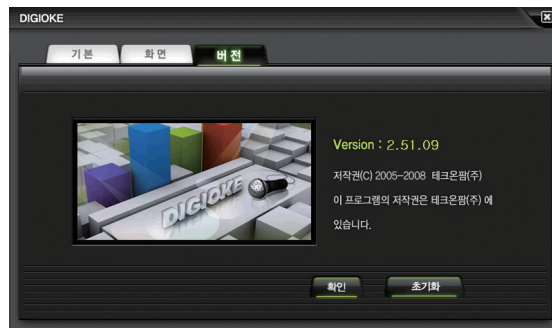 DIGIOKE
기본 화면 버전
DIGIOKE
Version : 2.51.09
저작권(C) 2005-2008 테크온팜(주)
이 프로그램의 저작권은 테크온팜(주) 에
있습니다.
확인 초기화